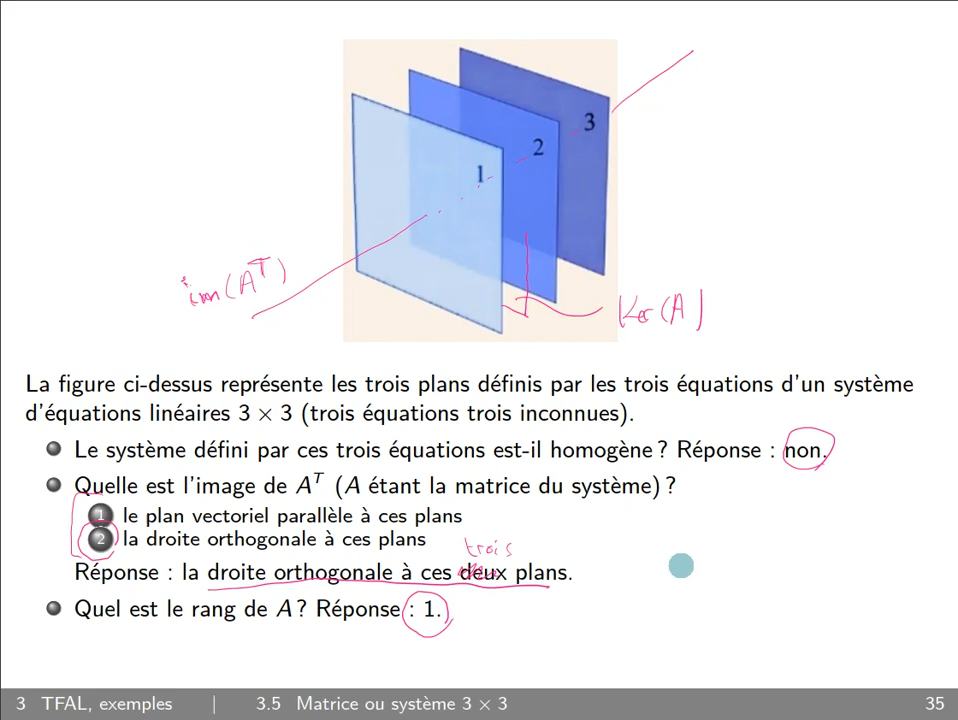 1
2
3
im(A^T)
Ker(A)
La figure ci-dessus représente les trois plans définis par les trois équations d'un système
d'équations linéaires 3 × 3 (trois équations trois inconnues).
Le système défini par ces trois équations est-il homogène ? Réponse : non.
Quelle est l'image de A^T (A étant la matrice du système) ?
1 le plan vectoriel parallèle à ces plans
2 la droite orthogonale à ces plans
trois
Réponse : la droite orthogonale à ces deux plans.
Quel est le rang de A ? Réponse : 1.
3 TFAL, exemples | 3.5 Matrice ou système 3 × 3 35